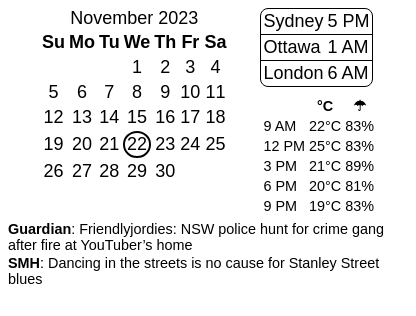 November 2023
Su Mo Tu We Th Fr Sa
1 2 3 4
5 6 7 8 9 10 11
12 13 14 15 16 17 18
19 20 21 22 23 24 25
26 27 28 29 30
Sydney 5 PM
Ottawa 1 AM
London 6 AM
°C ☂
9 AM 22°C 83%
12 PM 25°C 83%
3 PM 21°C 89%
6 PM 20°C 81%
9 PM 19°C 83%
Guardian: Friendlyjordies: NSW police hunt for crime gang
after fire at YouTuber’s home
SMH: Dancing in the streets is no cause for Stanley Street
blues